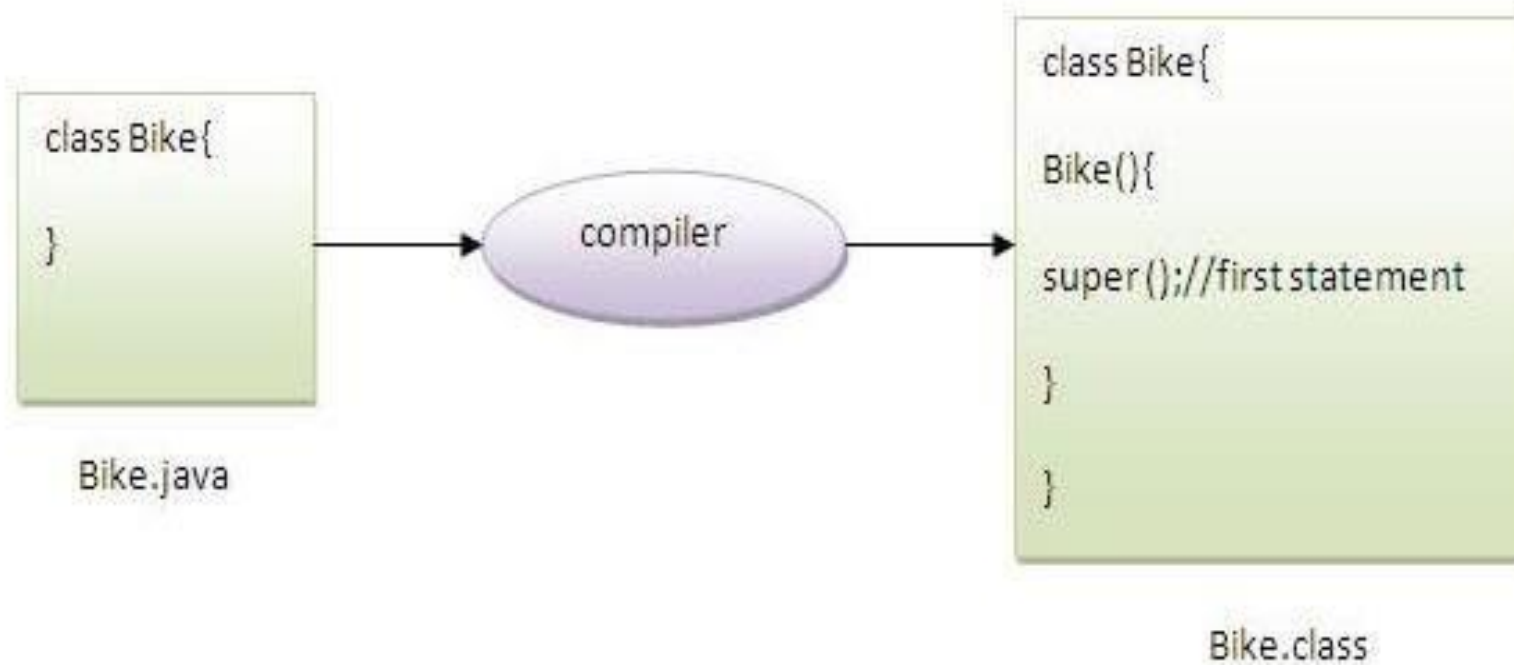 class Bike{
}
Bike.java
compiler
class Bike{
Bike(){
super();//first statement
}
}
Bike.class